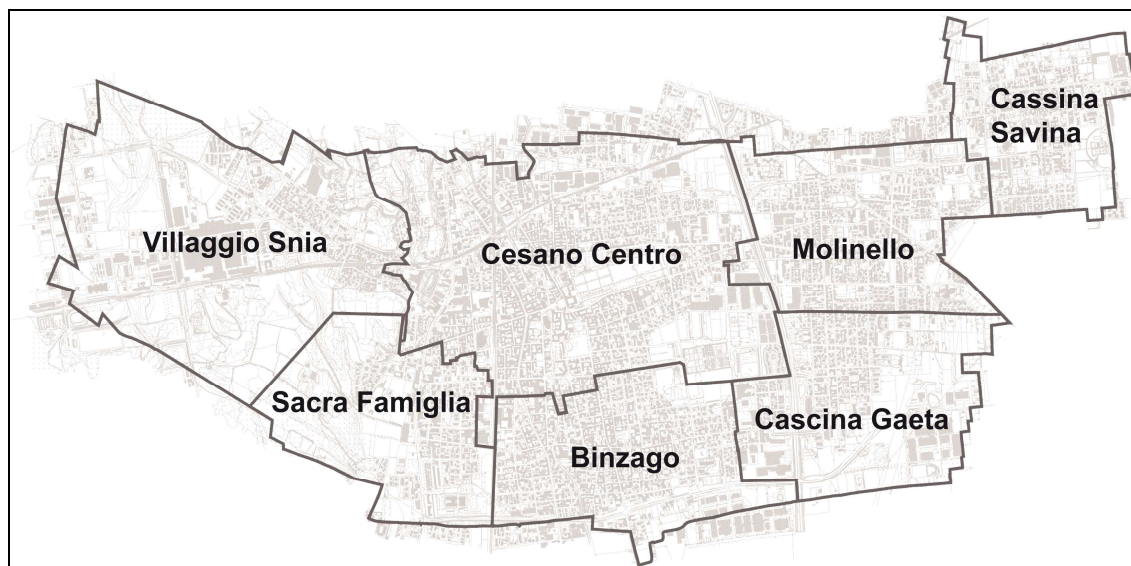 Cassina
Savina
Villaggio Snia
Cesano Centro
Molinello
Sacra Famiglia
Cascina Gaeta
Binzago